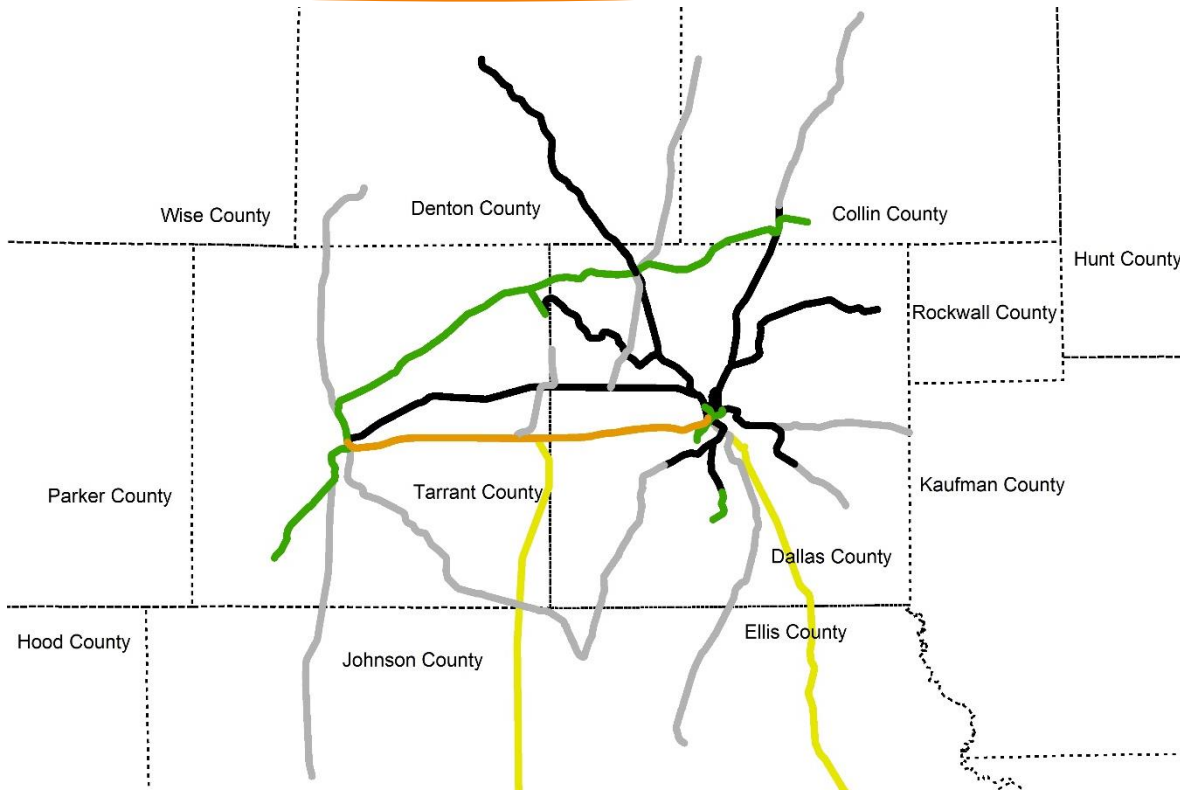 Wise County
Denton County
Collin County
Hunt County
Rockwall County
Parker County
Tarrant County
Kaufman County
Dallas County
Hood County
Johnson County
Ellis County